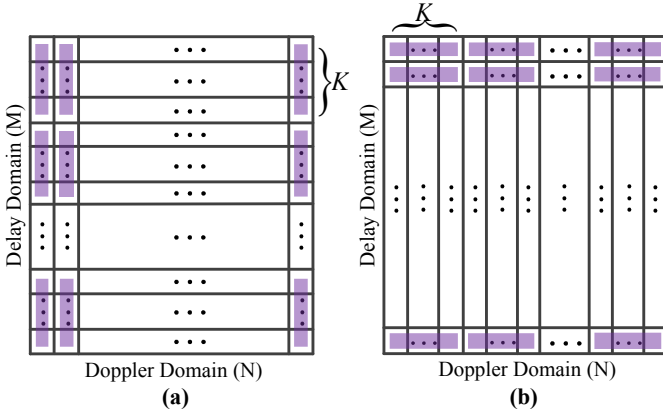 K
Delay Domain (M)
Doppler Domain (N)
(a)
K
Delay Domain (M)
Doppler Domain (N)
(b)